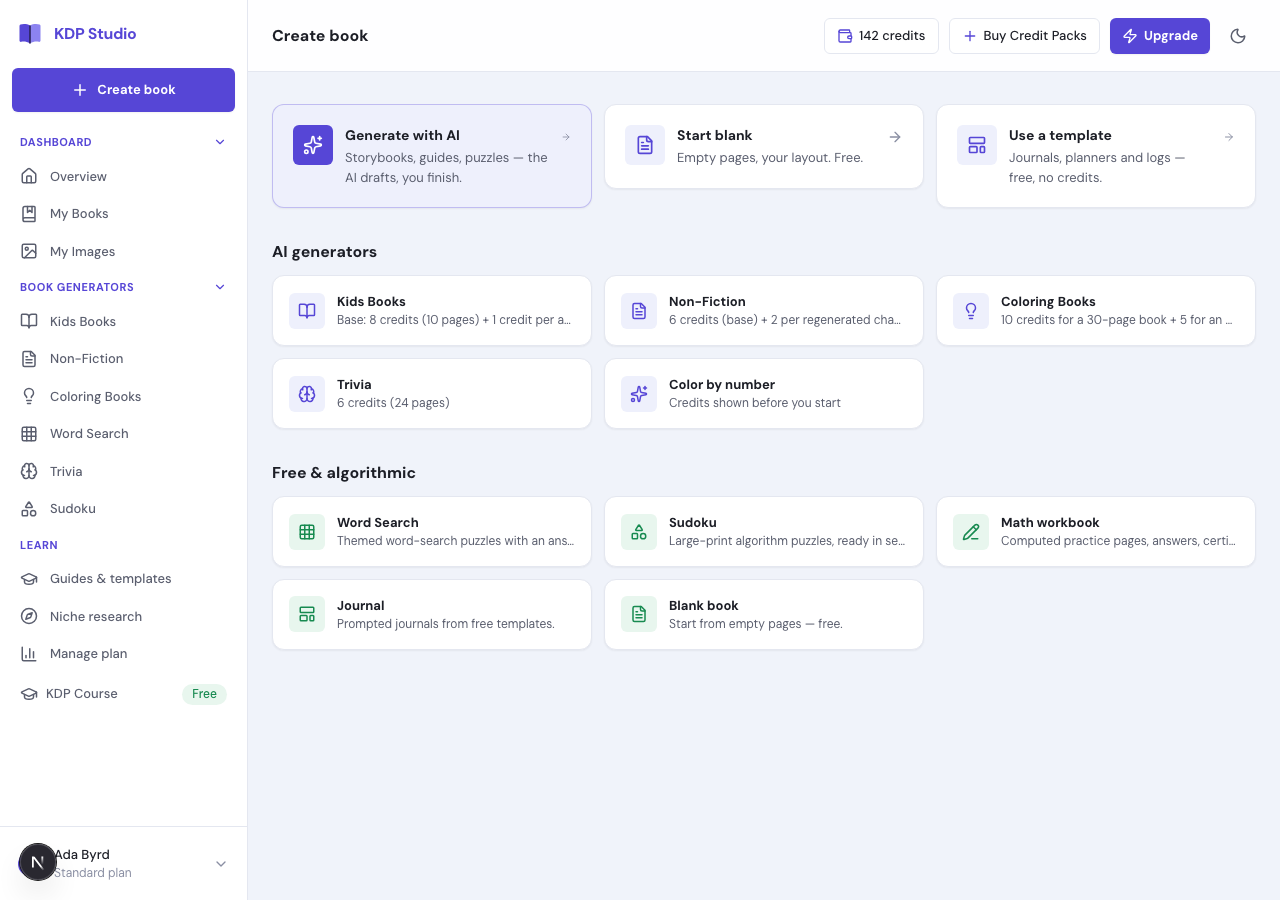 KDP Studio
Create book
DASHBOARD
Overview
My Books
My Images
BOOK GENERATORS
Kids Books
Non-Fiction
Coloring Books
Word Search
Trivia
Sudoku
LEARN
Guides & templates
Niche research
Manage plan
KDP Course Free
N
Ada Byrd
Standard plan
Create book
142 credits
Buy Credit Packs
Upgrade
Generate with AI
Storybooks, guides, puzzles — the
AI drafts, you finish.
Start blank
Empty pages, your layout. Free.
Use a template
Journals, planners and logs —
free, no credits.
AI generators
Kids Books
Base: 8 credits (10 pages) + 1 credit per a...
Non-Fiction
6 credits (base) + 2 per regenerated cha...
Coloring Books
10 credits for a 30-page book + 5 for an ...
Trivia
6 credits (24 pages)
Color by number
Credits shown before you start
Free & algorithmic
Word Search
Themed word-search puzzles with an ans...
Sudoku
Large-print algorithm puzzles, ready in se...
Math workbook
Computed practice pages, answers, certi...
Journal
Prompted journals from free templates.
Blank book
Start from empty pages — free.